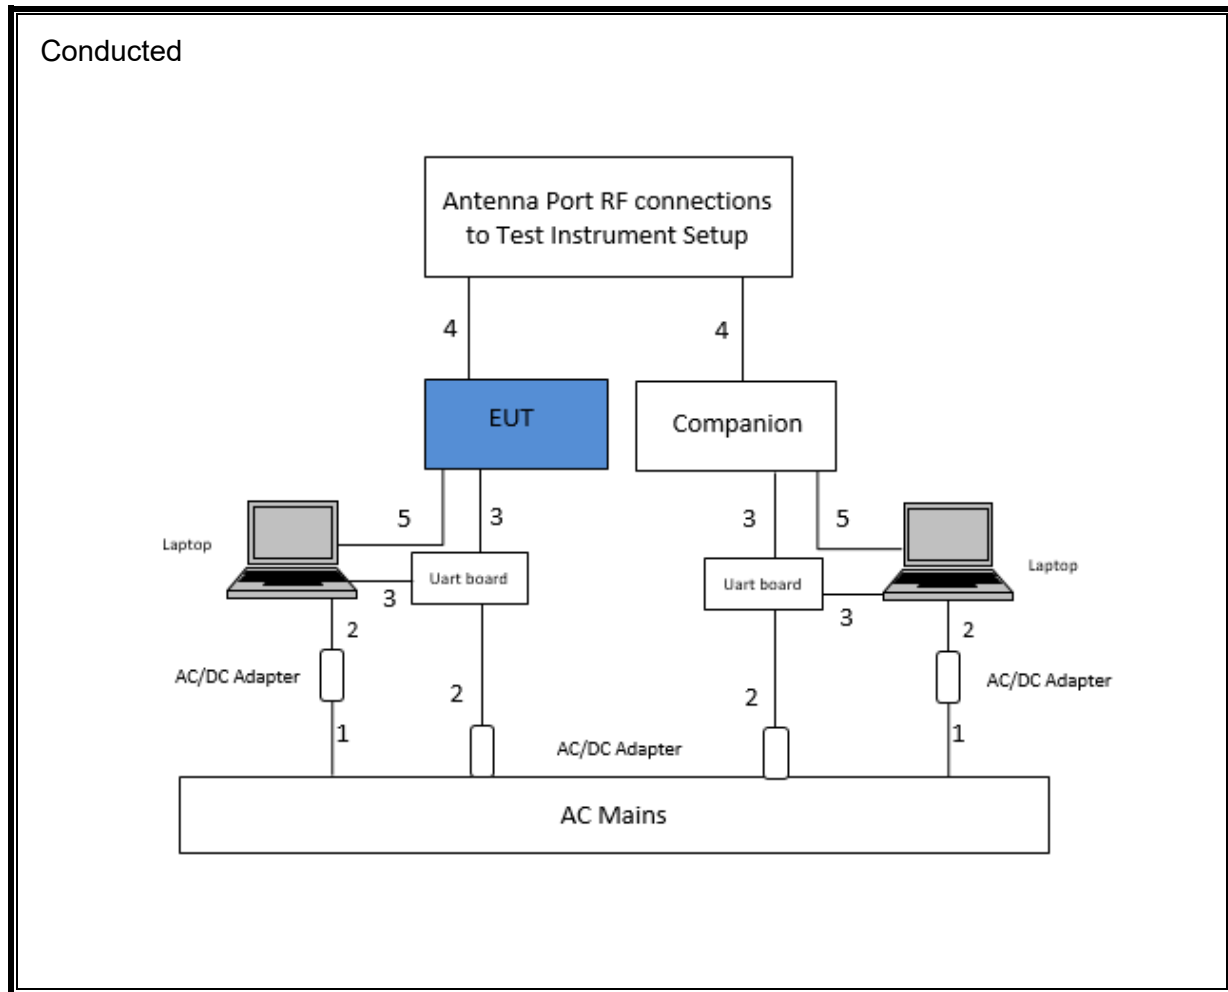 Conducted
Antenna Port RF connections
to Test Instrument Setup
4
4
EUT
Companion
5
3
3
5
Laptop
Uart board
Uart board
Laptop
3
3
2
2
AC/DC Adapter
2
2
AC/DC Adapter
1
AC/DC Adapter
1
AC Mains